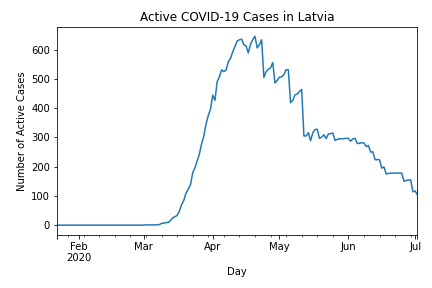 Active COVID-19 Cases in Latvia
Number of Active Cases
600
500
400
300
200
100
0
Feb
2020
Mar
Apr
May
Jun
Jul
Day